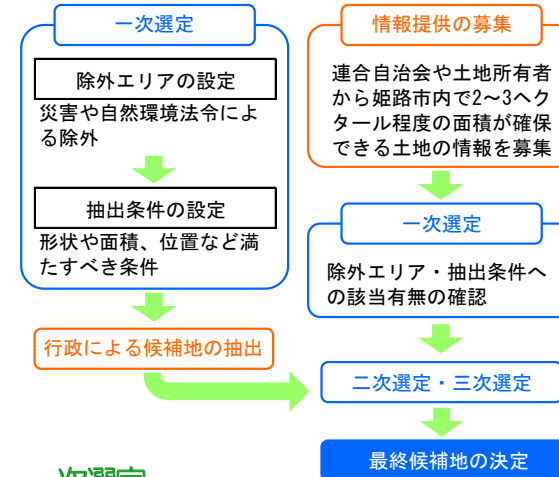 一次選定
除外エリアの設定
災害や自然環境法令によ
る除外
抽出条件の設定
形状や面積、位置など満
たすべき条件
行政による候補地の抽出
情報提供の募集
連合自治会や土地所有者
から姫路市内で2～3ヘク
タール程度の面積が確保
できる土地の情報を募集
一次選定
除外エリア・抽出条件へ
の該当有無の確認
二次選定・三次選定
最終候補地の決定